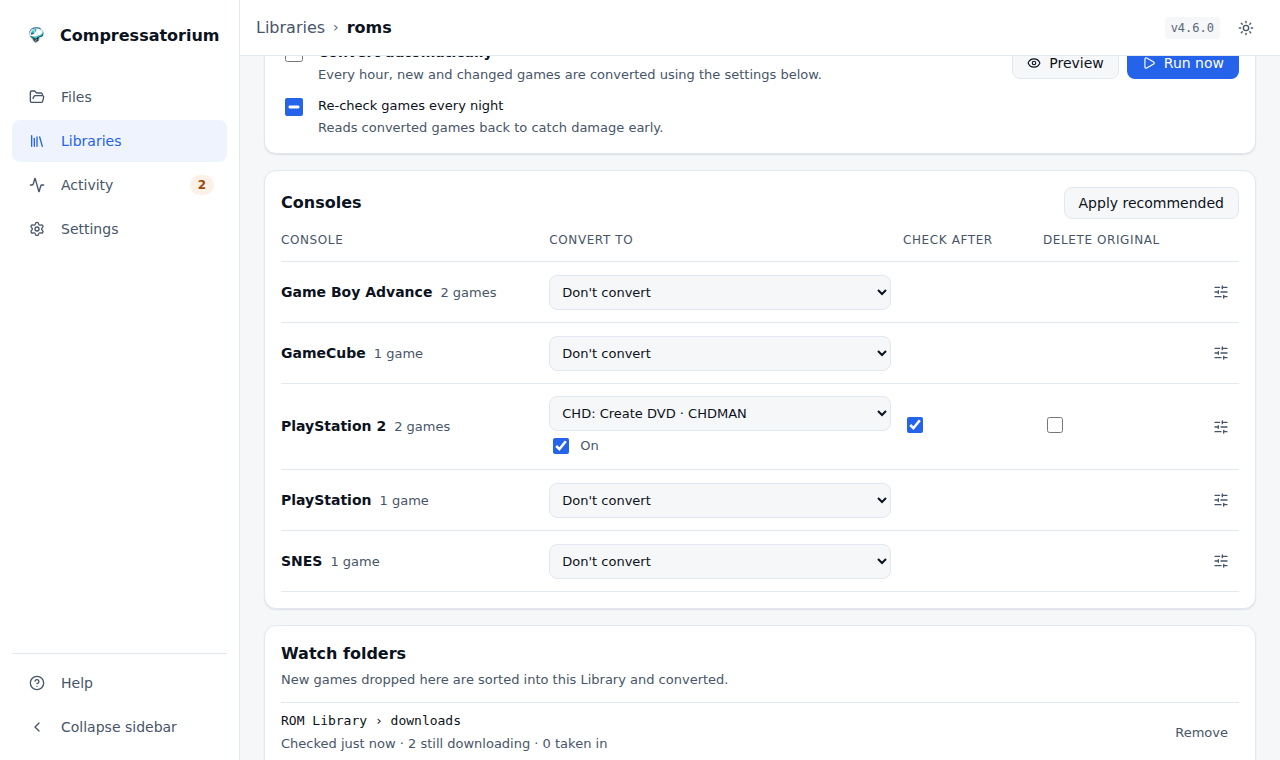 Compressatorium
Libraries › roms
v4.6.0
Files
Libraries
Activity 2
Settings
Help
Collapse sidebar
Every hour, new and changed games are converted using the settings below.
Preview
Run now
Re-check games every night
Reads converted games back to catch damage early.
Consoles
Apply recommended
CONSOLE CONVERT TO CHECK AFTER DELETE ORIGINAL
Game Boy Advance 2 games Don't convert
GameCube 1 game Don't convert
PlayStation 2 2 games CHD: Create DVD · CHDMAN
On
PlayStation 1 game Don't convert
SNES 1 game Don't convert
Watch folders
New games dropped here are sorted into this Library and converted.
ROM Library › downloads
Checked just now · 2 still downloading · 0 taken in
Remove